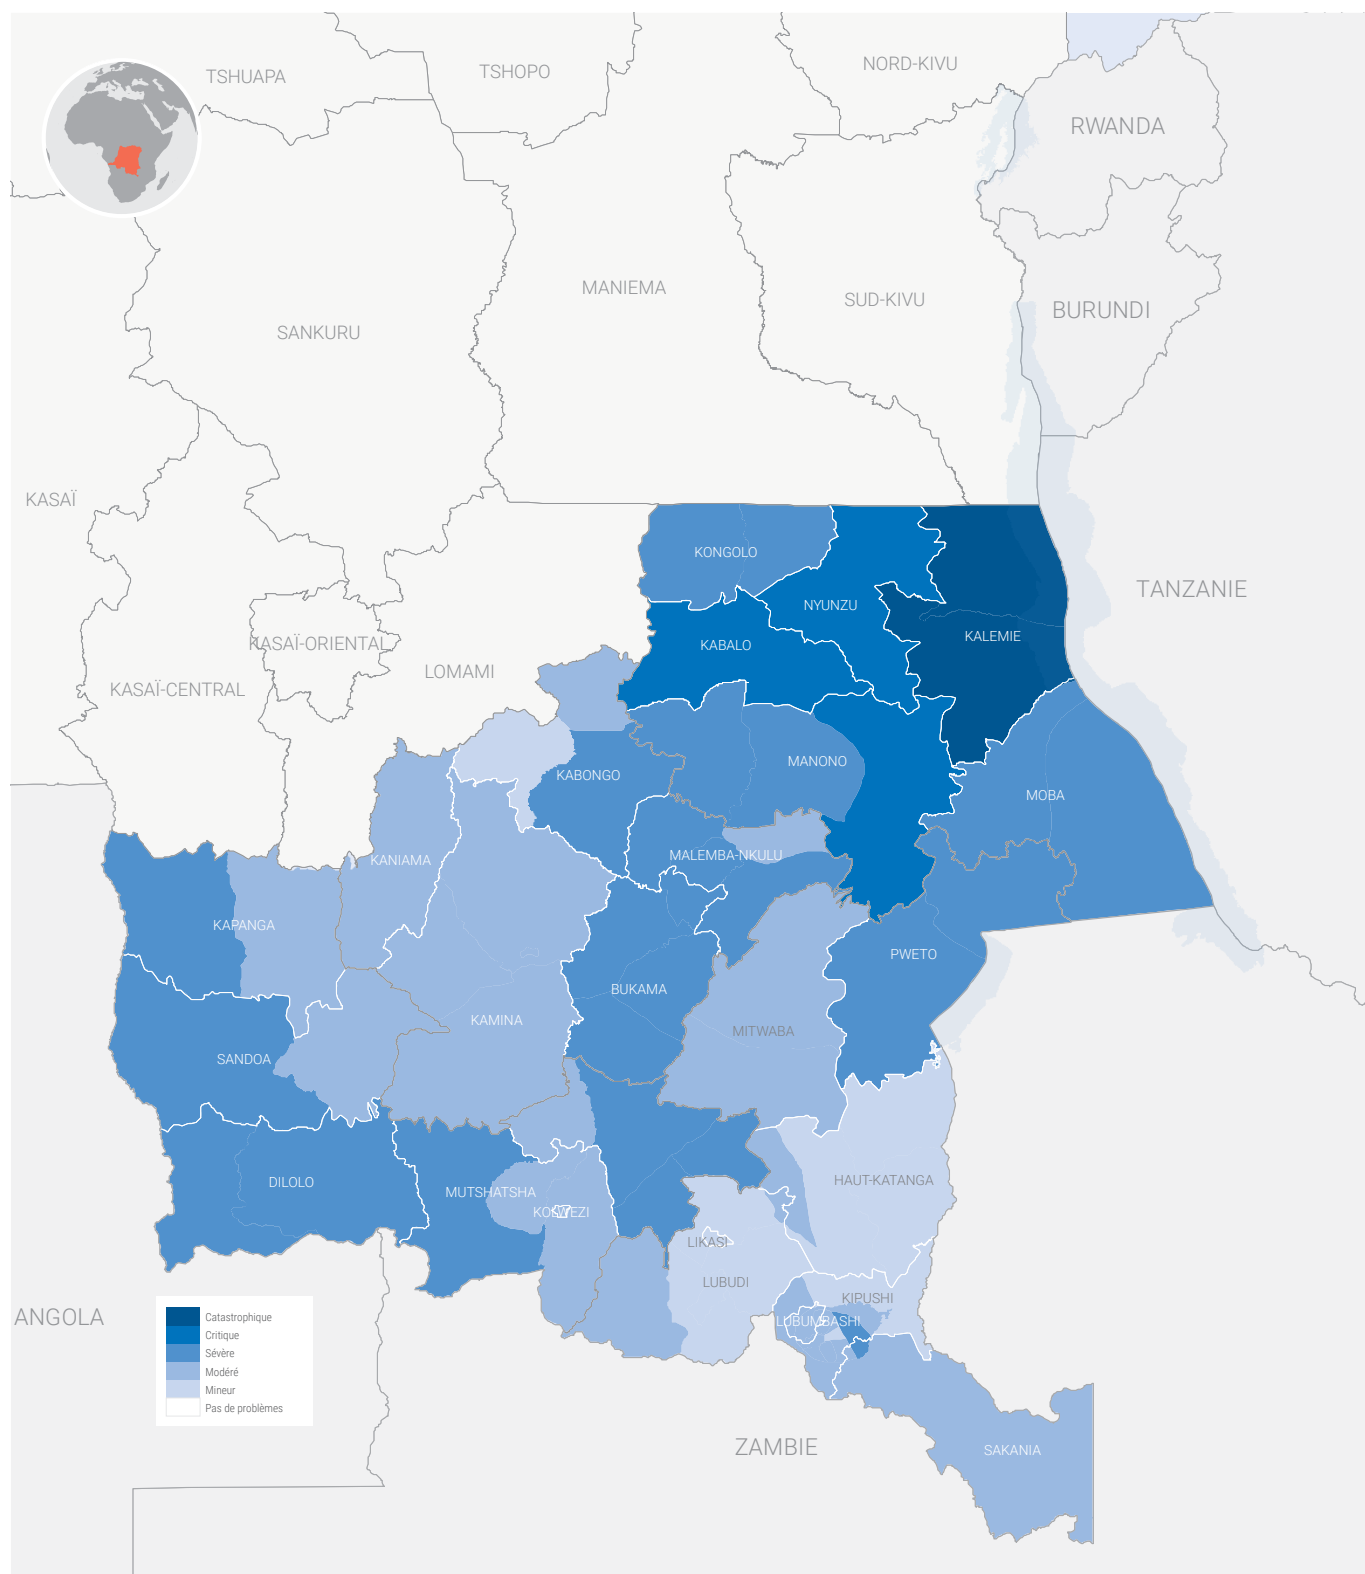 NORD-KIVU
TSHOPO
TSHUAPA
RWANDA
MANIEMA
SUD-KIVU
BURUNDI
SANKURU
KASAÏ
KONGOLO
TANZANIE
NYUNZU
KALEMIE
KASAÏ-ORIENTAL
KABALO
LOMAMI
KASAÏ-CENTRAL
MANONO
KABONGO
MOBA
MALEMBA-NKULU
KANIAMA
KAPANGA
PWETO
BUKAMA
KAMINA
MITWABA
SANDOA
HAUT-KATANGA
DILOLO
MUTSHATSHA
KOLWEZI
LIKASI
LUBUDI
KIPUSHI
LUBUMBASHI
ANGOLA
Catastrophique
Critique
Sévère
Modéré
Mineur
Pas de problèmes
ZAMBIE
SAKANIA